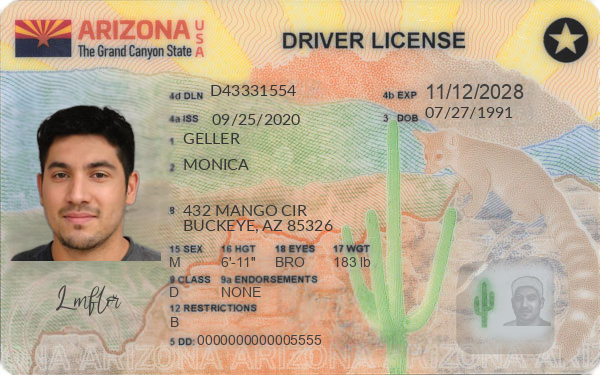 ARIZONA USA
The Grand Canyon State
DRIVER LICENSE
4d DLN D43331554
4b EXP 11/12/2028
4a ISS 09/25/2020
3 DOB 07/27/1991
1 GELLER
2 MONICA
8 432 MANGO CIR
BUCKEYE, AZ 85326
15 SEX 16 HGT 18 EYES 17 WGT
M 6'-11" BRO 183 lb
9 CLASS 9a ENDORSEMENTS
D NONE
12 RESTRICTIONS
B
5 DD: 0000000000005555
ARIZONA ARIZONA ARIZONA ARIZONA